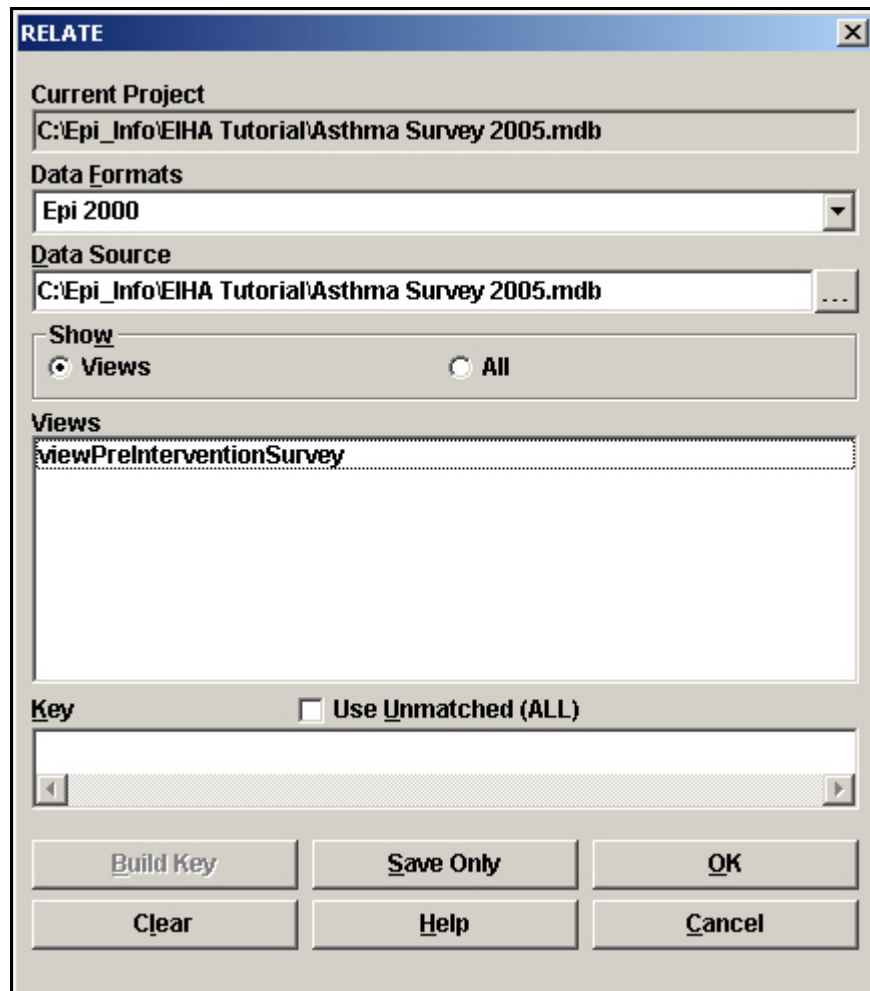 RELATE
Current Project
C:\Epi_Info\EIHA Tutorial\Asthma Survey 2005.mdb
Data Formats
Epi 2000
Data Source
C:\Epi_Info\EIHA Tutorial\Asthma Survey 2005.mdb
...
Show
Views All
Views
viewPreInterventionSurvey
Key Use Unmatched (ALL)
Build Key Save Only OK
Clear Help Cancel